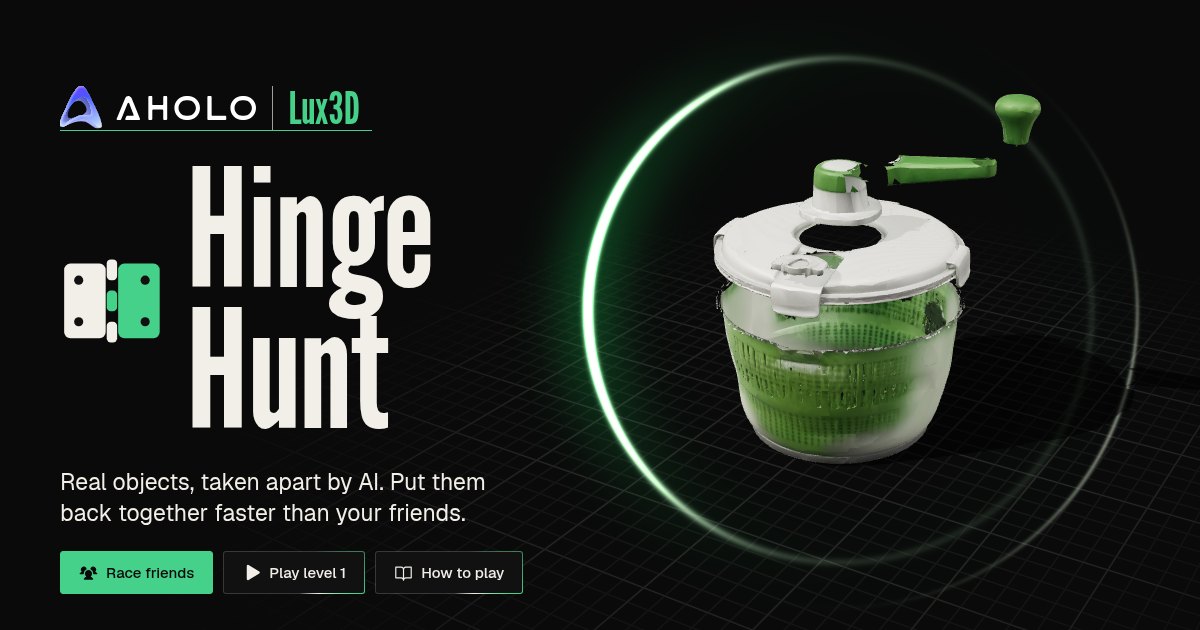 AHOLO
Lux3D
Hinge
Hunt
Real objects, taken apart by AI. Put them
back together faster than your friends.
Race friends
Play level 1
How to play